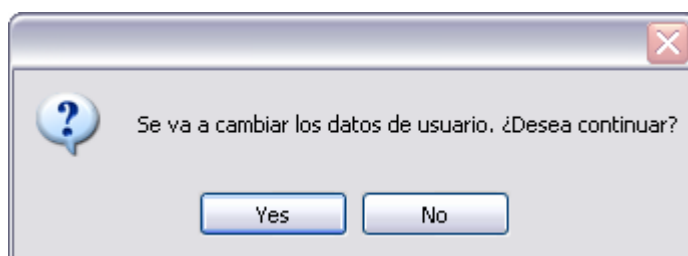 Se va a cambiar los datos de usuario. ¿Desea continuar?
Yes
No